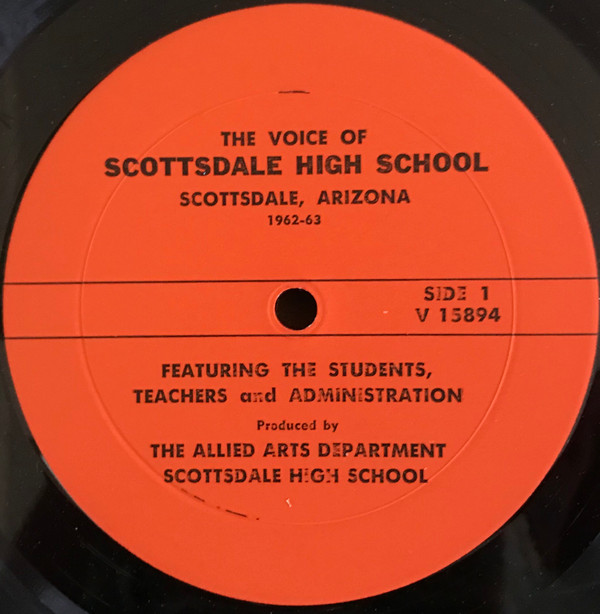 THE VOICE OF
SCOTTSDALE HIGH SCHOOL
SCOTTSDALE, ARIZONA
1962-63
SIDE 1
V 15894
FEATURING THE STUDENTS,
TEACHERS and ADMINISTRATION
Produced by
THE ALLIED ARTS DEPARTMENT
SCOTTSDALE HIGH SCHOOL